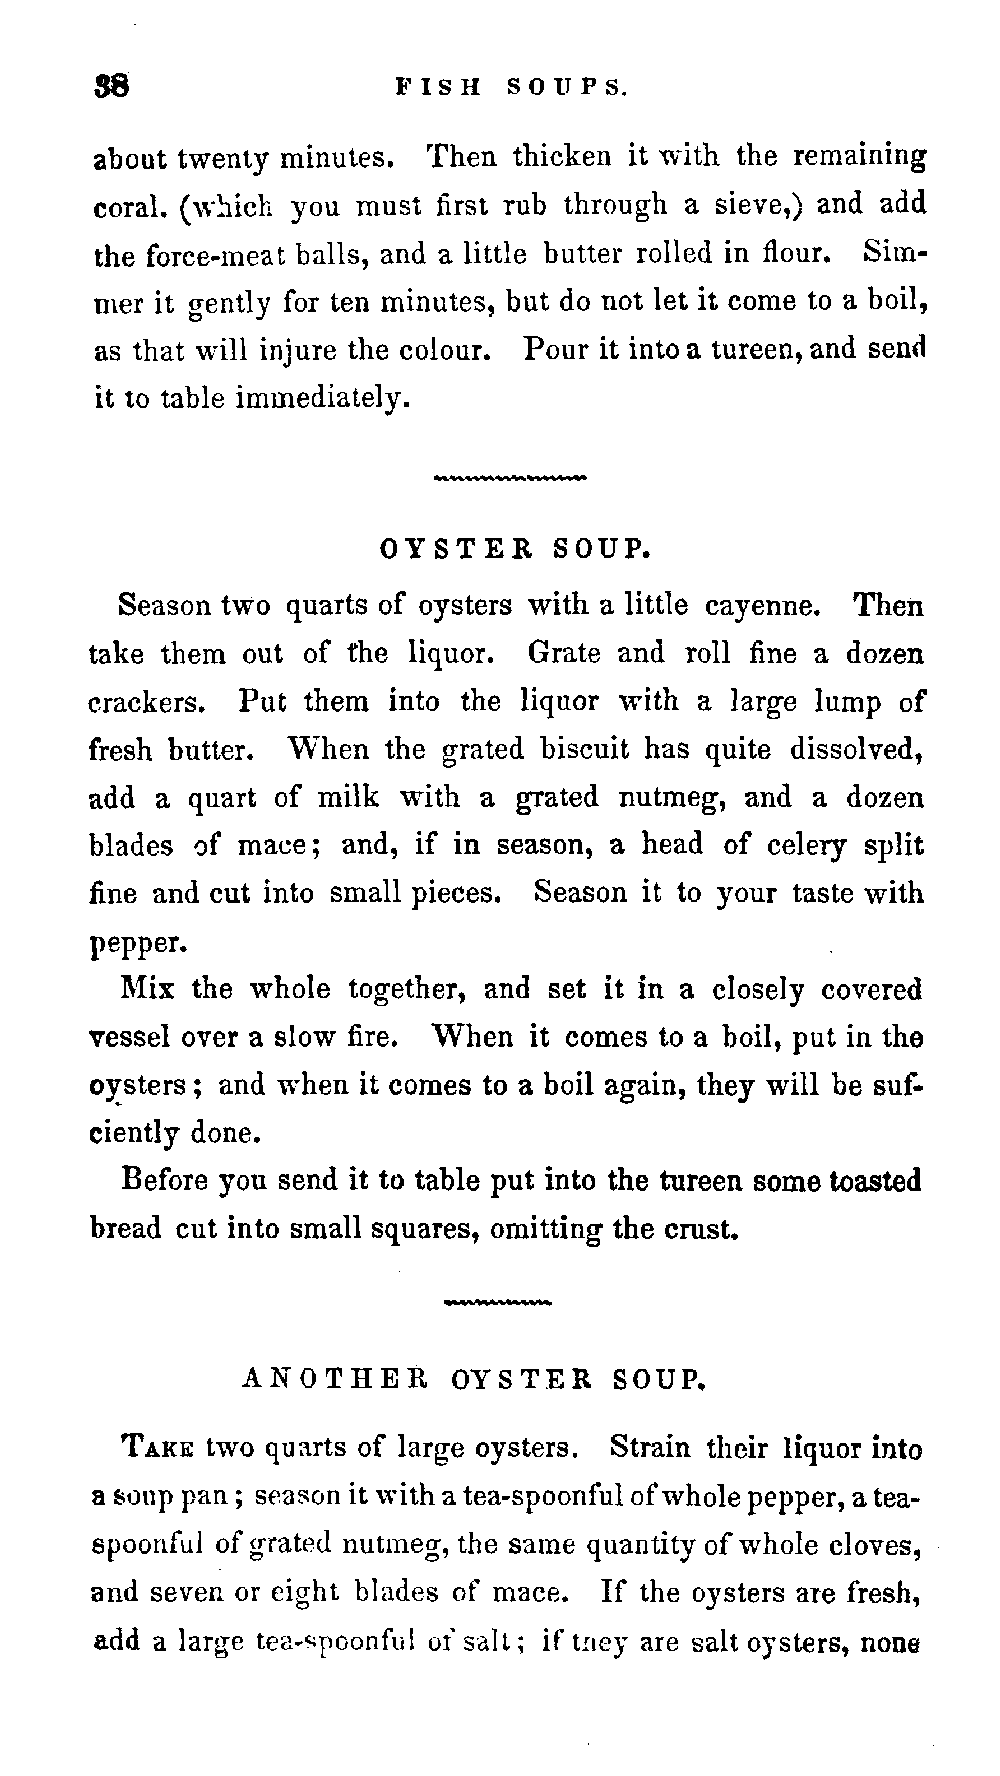 38 FISH SOUPS.
about twenty minutes. Then thicken it with the remaining
coral. (which you must first rub through a sieve,) and add
the force-meat balls, and a little butter rolled in flour. Sim-
mer it gently for ten minutes, but do not let it come to a boil,
as that will injure the colour. Pour it into a tureen, and send
it to table immediately.
OYSTER SOUP.
Season two quarts of oysters with a little cayenne. Then
take them out of the liquor. Grate and roll fine a dozen
crackers. Put them into the liquor with a large lump of
fresh butter. When the grated biscuit has quite dissolved,
add a quart of milk with a grated nutmeg, and a dozen
blades of mace; and, if in season, a head of celery split
fine and cut into small pieces. Season it to your taste with
pepper.
Mix the whole together, and set it in a closely covered
vessel over a slow fire. When it comes to a boil, put in the
oysters; and when it comes to a boil again, they will be suf-
ciently done.
Before you send it to table put into the tureen some toasted
bread cut into small squares, omitting the crust.
ANOTHER OYSTER SOUP.
TAKE two quarts of large oysters. Strain their liquor into
a soup pan; season it with a tea-spoonful of whole pepper, a tea-
spoonful of grated nutmeg, the same quantity of whole cloves,
and seven or eight blades of mace. If the oysters are fresh,
add a large tea-spoonful of salt; if they are salt oysters, none